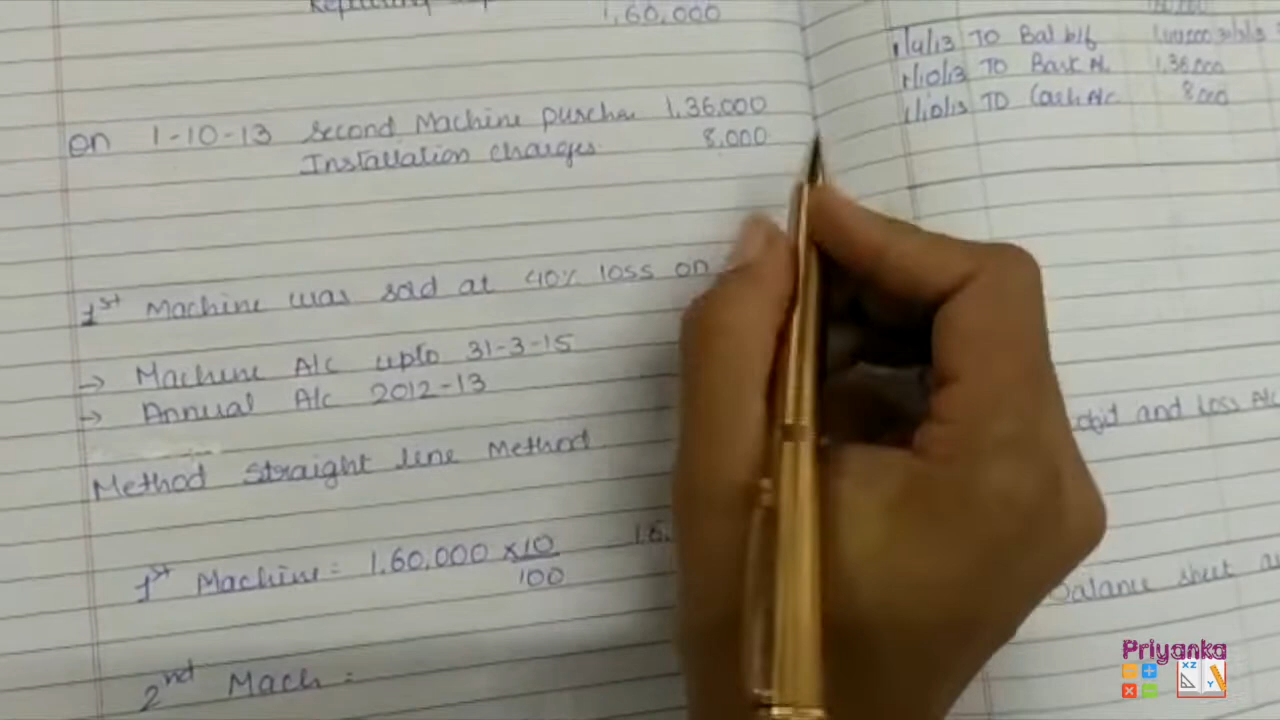 1,60,000
on 1-10-13 Second Machine purcha 1,36,000
Installation charges 8,000
1st Machine was sold at 40% loss on
→ Machine A/c upto 31-3-15
→ Annual A/c 2012-13
Method Straight line Method
1st Machine = 1,60,000 × 10
100
16,
2nd Mach =
1/4/13 TO Bal b/f
1/10/13 TO Bank A/c 1,36,000
1/10/13 TO Cash A/c 8,000
and Loss A/c
Balance sheet
Priyanka